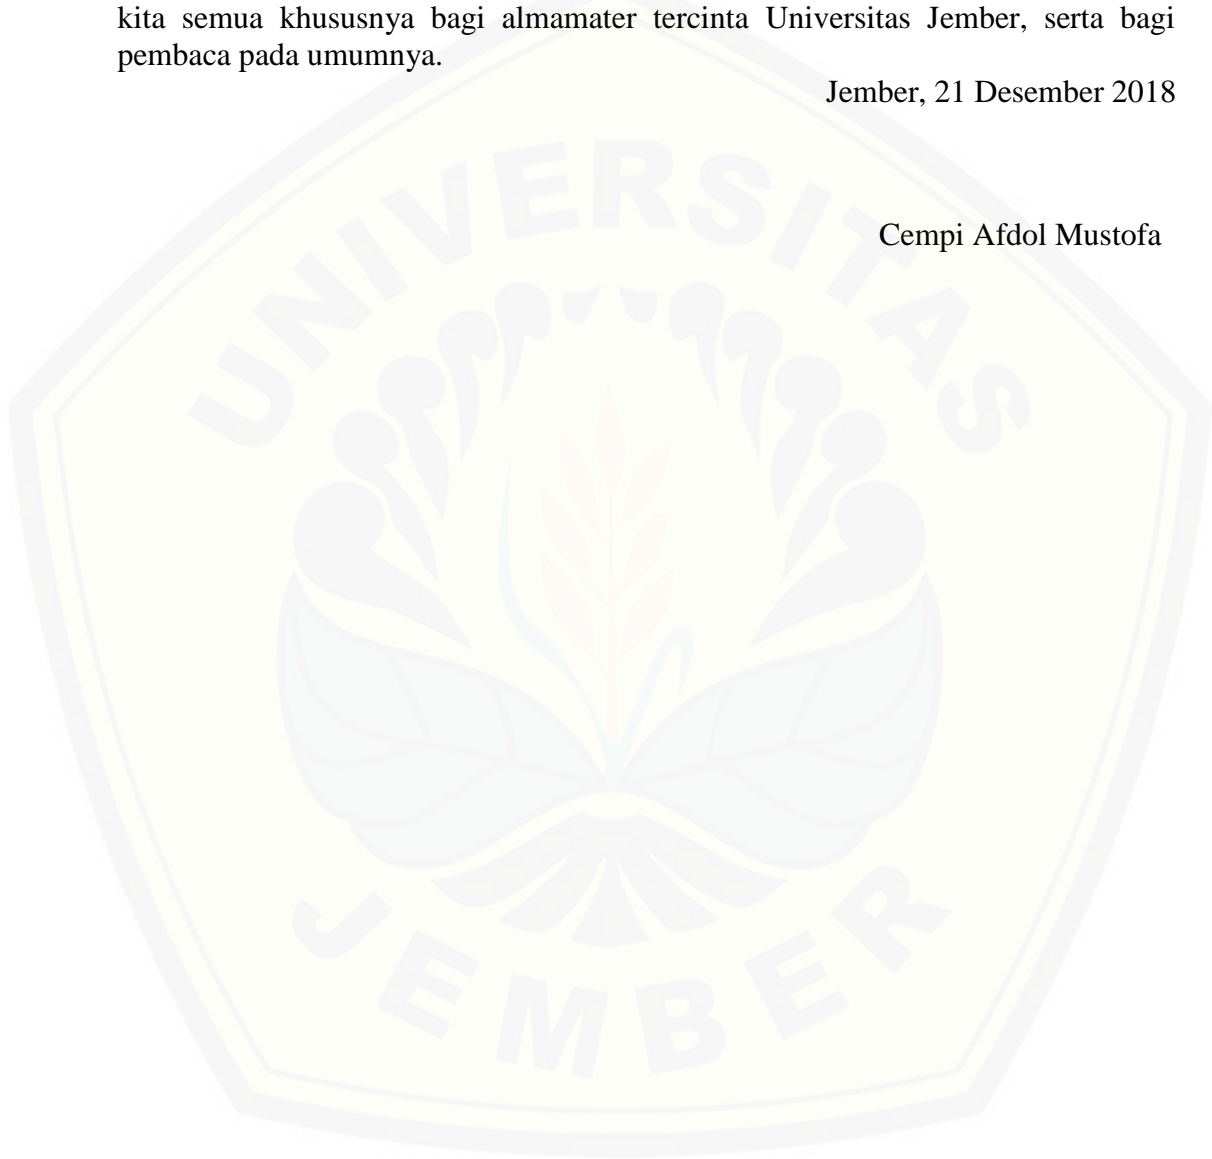 kita semua khususnya bagi almamater tercinta Universitas Jember, serta bagi
pembaca pada umumnya.
Jember, 21 Desember 2018
Cempi Afdol Mustofa
UNIVERSITAS
JEMBER